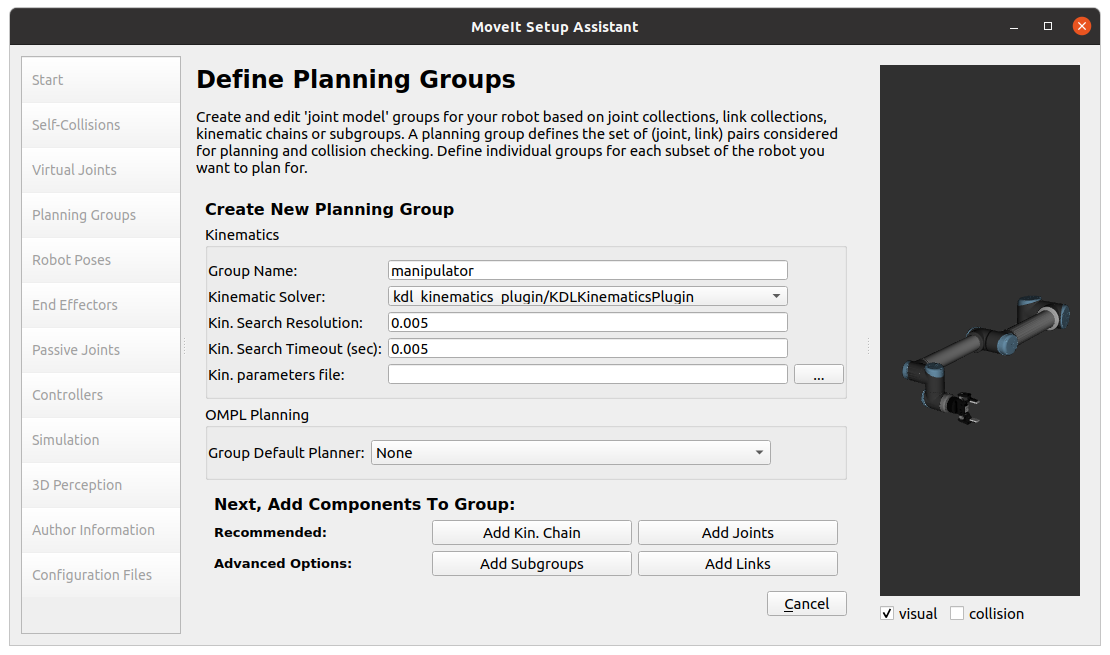 MoveIt Setup Assistant
Start
Self-Collisions
Virtual Joints
Planning Groups
Robot Poses
End Effectors
Passive Joints
Controllers
Simulation
3D Perception
Author Information
Configuration Files
Define Planning Groups
Create and edit 'joint model' groups for your robot based on joint collections, link collections,
kinematic chains or subgroups. A planning group defines the set of (joint, link) pairs considered
for planning and collision checking. Define individual groups for each subset of the robot you
want to plan for.
Create New Planning Group
Kinematics
Group Name: manipulator
Kinematic Solver: kdl_kinematics_plugin/KDLKinematicsPlugin
Kin. Search Resolution: 0.005
Kin. Search Timeout (sec): 0.005
Kin. parameters file: ...
OMPL Planning
Group Default Planner: None
Next, Add Components To Group:
Recommended: Add Kin. Chain Add Joints
Advanced Options: Add Subgroups Add Links
Cancel
visual collision